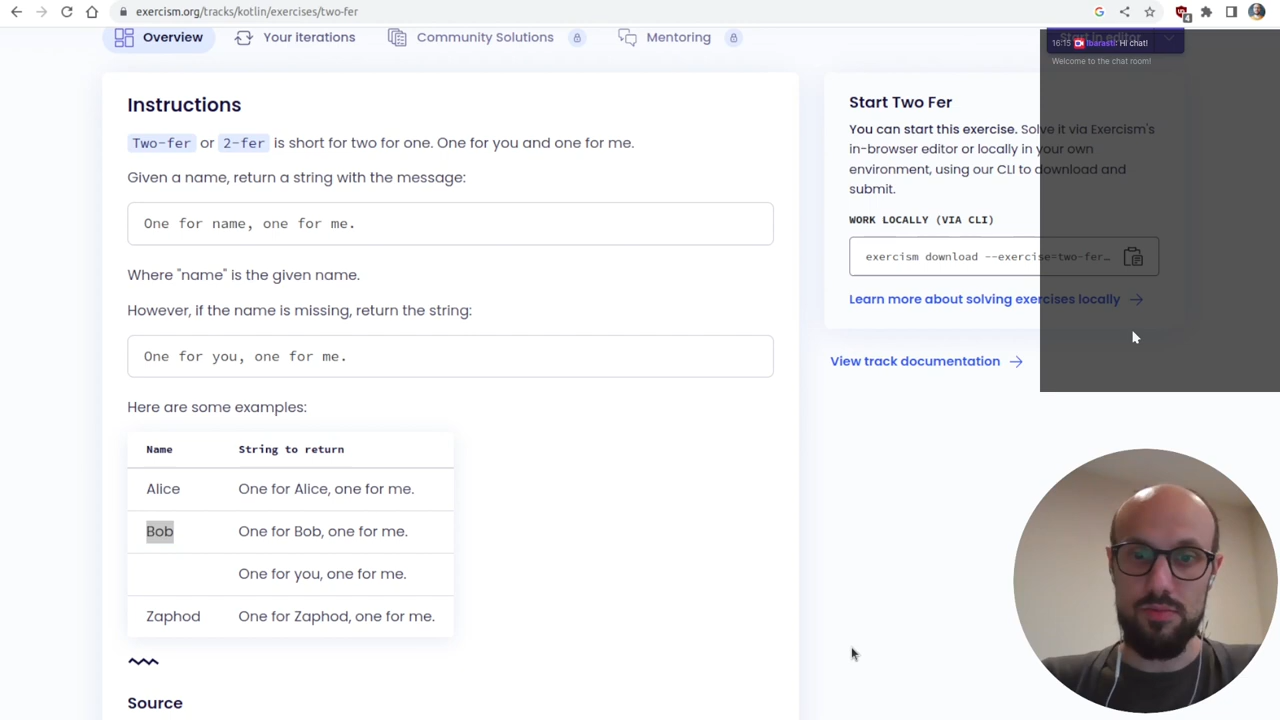 exercism.org/tracks/kotlin/exercises/two-fer
4
Overview
Your iterations
Community Solutions
Mentoring
Start in editor
16:15 lbarasti: Hi chat!
Welcome to the chat room!
Instructions
Two-fer or 2-fer is short for two for one. One for you and one for me.
Given a name, return a string with the message:
One for name, one for me.
Where "name" is the given name.
However, if the name is missing, return the string:
One for you, one for me.
Here are some examples:
Name String to return
Alice One for Alice, one for me.
Bob One for Bob, one for me.
One for you, one for me.
Zaphod One for Zaphod, one for me.
Source
Start Two Fer
You can start this exercise. Solve it via Exercism's
in-browser editor or locally in your own
environment, using our CLI to download and
submit.
WORK LOCALLY (VIA CLI)
exercism download --exercise=two-fer…
Learn more about solving exercises locally
View track documentation